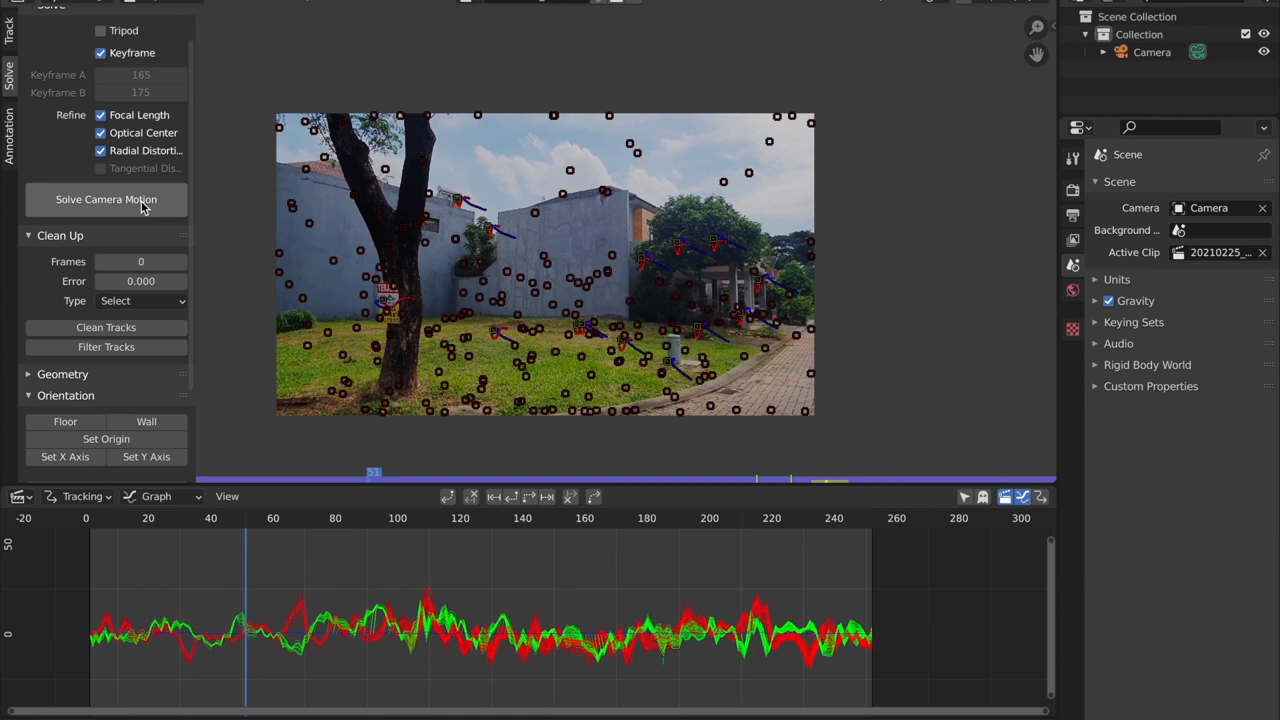 Track
Solve
Annotation
Tripod
Keyframe
Keyframe A 165
Keyframe B 175
Refine Focal Length
Optical Center
Radial Distorti...
Tangential Dis...
Solve Camera Motion
Clean Up
Frames 0
Error 0.000
Type Select
Clean Tracks
Filter Tracks
Geometry
Orientation
Floor Wall
Set Origin
Set X Axis Set Y Axis
51
Tracking Graph View
-20 0 20 40 60 80 100 120 140 160 180 200 220 240 260 280 300
50
0
Scene Collection
Collection
Camera
Scene
Scene
Camera Camera
Background ...
Active Clip 20210225_...
Units
Gravity
Keying Sets
Audio
Rigid Body World
Custom Properties